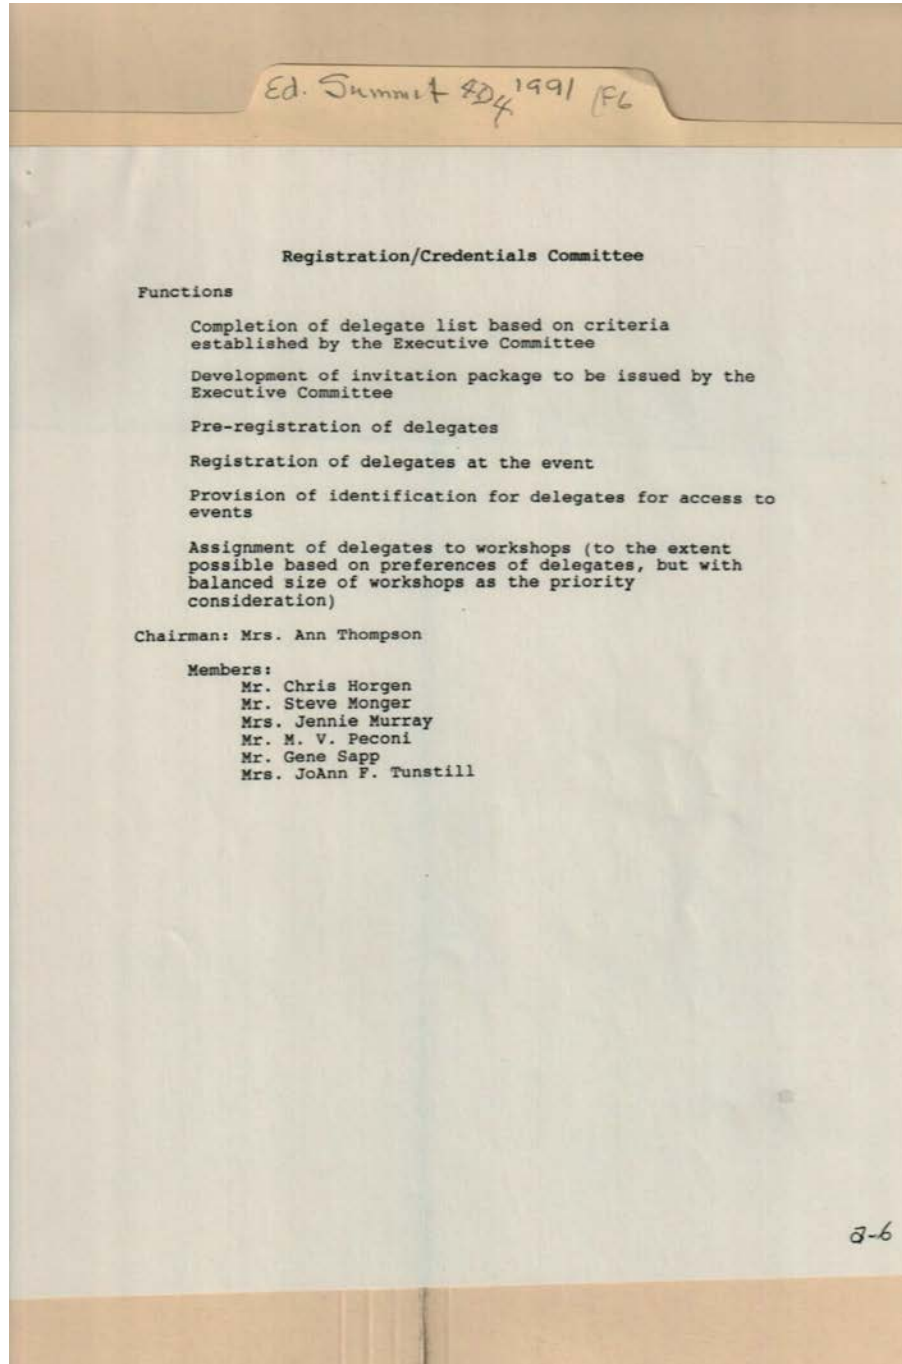 Ed. Summit 4D4 1991 (F6
Registration/Credentials Committee
Functions
Completion of delegate list based on criteria
established by the Executive Committee
Development of invitation package to be issued by the
Executive Committee
Pre-registration of delegates
Registration of delegates at the event
Provision of identification for delegates for access to
events
Assignment of delegates to workshops (to the extent
possible based on preferences of delegates, but with
balanced size of workshops as the priority
consideration)
Chairman: Mrs. Ann Thompson
Members:
Mr. Chris Horgen
Mr. Steve Monger
Mrs. Jennie Murray
Mr. M. V. Peconi
Mr. Gene Sapp
Mrs. JoAnn F. Tunstill
a-6